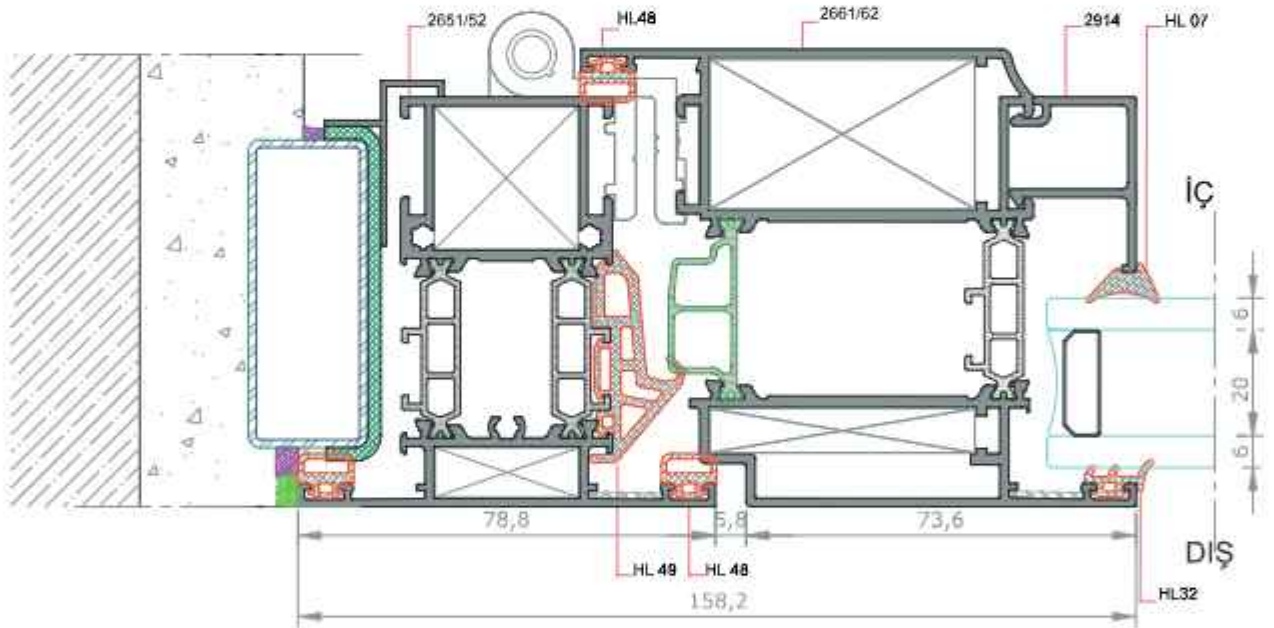 2651/52
HL48
2661/62
2914
HL 07
İÇ
6
20
6
78,8
5,8
73,6
DIŞ
HL 49
HL 48
HL32
158,2